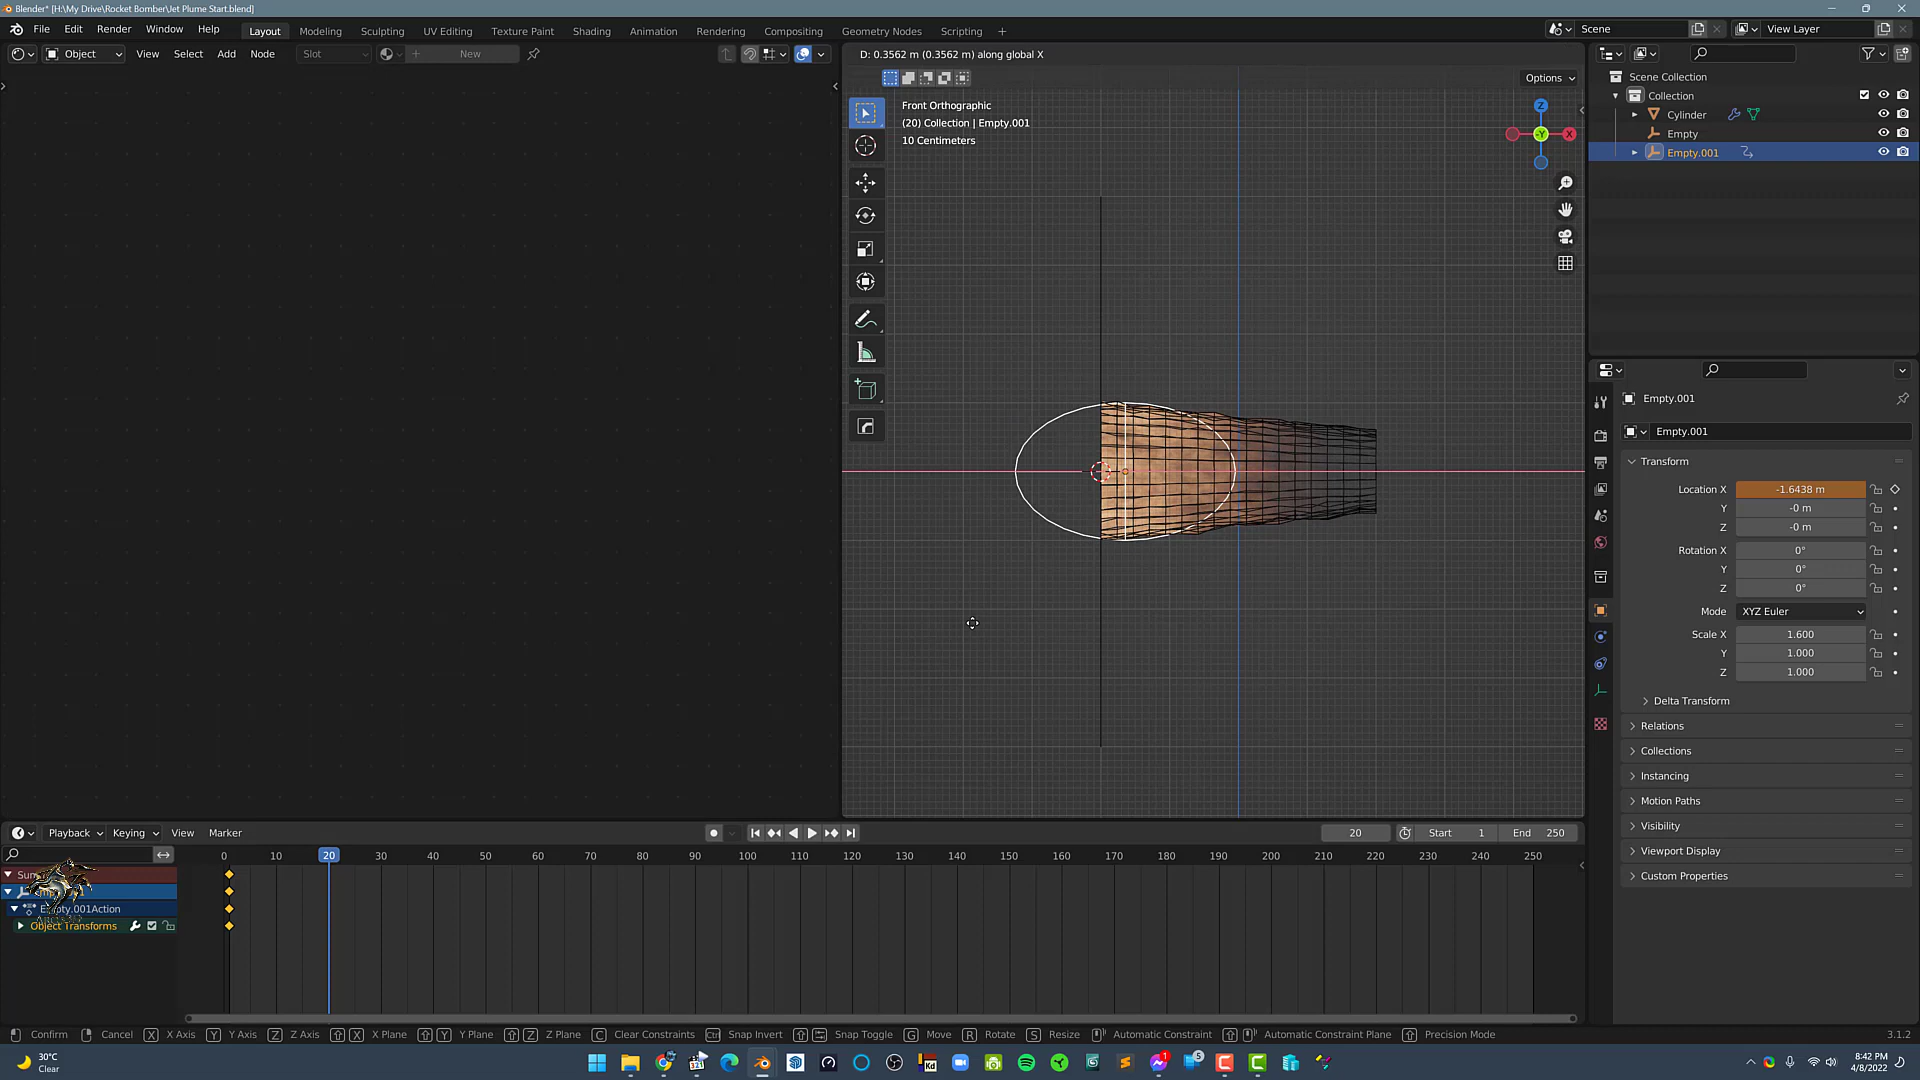 Blender* [H:\My Drive\Rocket Bomber\Jet Plume Start.blend]
File Edit Render Window Help Layout Modeling Sculpting UV Editing Texture Paint Shading Animation Rendering Compositing Geometry Nodes Scripting Scene View Layer
Object View Select Add Node Slot New
D: 0.3562 m (0.3562 m) along global X
Options
Front Orthographic
(20) Collection | Empty.001
10 Centimeters
Z
X
-Y
Scene Collection
Collection
Cylinder
Empty
Empty.001
Empty.001
Empty.001
Transform
Location X -1.6438 m
Y -0 m
Z -0 m
Rotation X 0°
Y 0°
Z 0°
Mode XYZ Euler
Scale X 1.600
Y 1.000
Z 1.000
Delta Transform
Relations
Collections
Instancing
Motion Paths
Visibility
Viewport Display
Custom Properties
Playback Keying View Marker
20 Start 1 End 250
0 10 20 30 40 50 60 70 80 90 100 110 120 130 140 150 160 170 180 190 200 210 220 230 240 250
Object Transforms
Confirm Cancel X X Axis Y Y Axis Z Z Axis X X Plane Y Y Plane Z Z Plane C Clear Constraints Ctrl Snap Invert Snap Toggle G Move R Rotate S Resize Automatic Constraint Automatic Constraint Plane Precision Mode 3.1.2
30°C
Clear
8:42 PM
4/8/2022